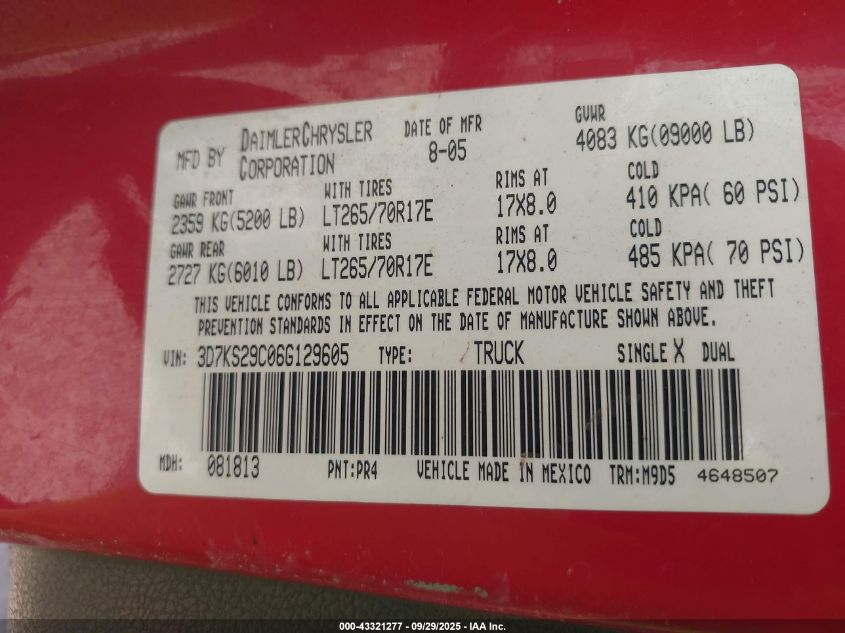 MFD BY DAIMLERCHRYSLER CORPORATION DATE OF MFR 8-05 GVWR 4083 KG(09000 LB)
GAWR FRONT WITH TIRES RIMS AT COLD
2359 KG(5200 LB) LT265/70R17E 17X8.0 410 KPA( 60 PSI)
GAWR REAR WITH TIRES RIMS AT COLD
2727 KG(6010 LB) LT265/70R17E 17X8.0 485 KPA( 70 PSI)
THIS VEHICLE CONFORMS TO ALL APPLICABLE FEDERAL MOTOR VEHICLE SAFETY AND THEFT
PREVENTION STANDARDS IN EFFECT ON THE DATE OF MANUFACTURE SHOWN ABOVE.
VIN: 3D7KS29C06G129605 TYPE: TRUCK SINGLE X DUAL
MDH: 081813 PNT:PR4 VEHICLE MADE IN MEXICO TRM:M9D5 4648507
000-43321277 - 09/29/2025 - IAA Inc.